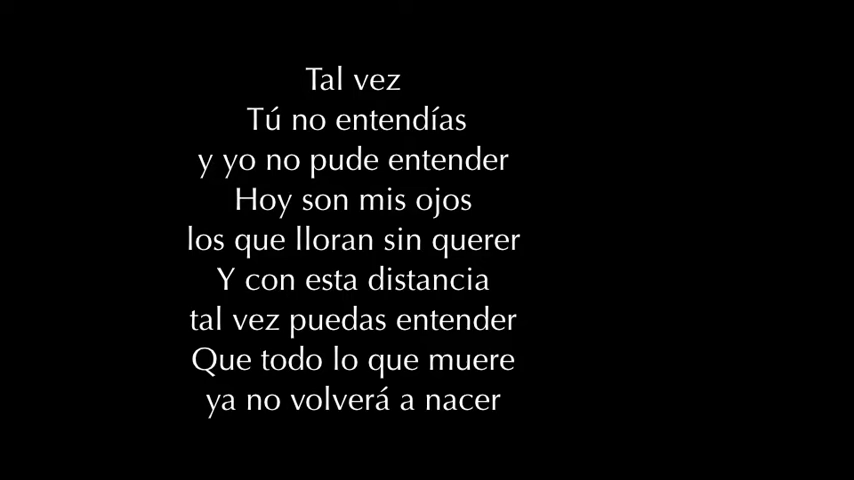 Tal vez
Tú no entendías
y yo no pude entender
Hoy son mis ojos
los que lloran sin querer
Y con esta distancia
tal vez puedas entender
Que todo lo que muere
ya no volverá a nacer